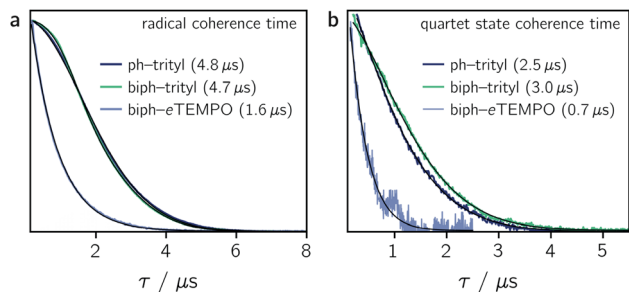 a
radical coherence time
ph–trityl (4.8 μs)
biph–trityl (4.7 μs)
biph–eTEMPO (1.6 μs)
2 4 6 8
τ / μs
b
quartet state coherence time
ph–trityl (2.5 μs)
biph–trityl (3.0 μs)
biph–eTEMPO (0.7 μs)
1 2 3 4 5
τ / μs